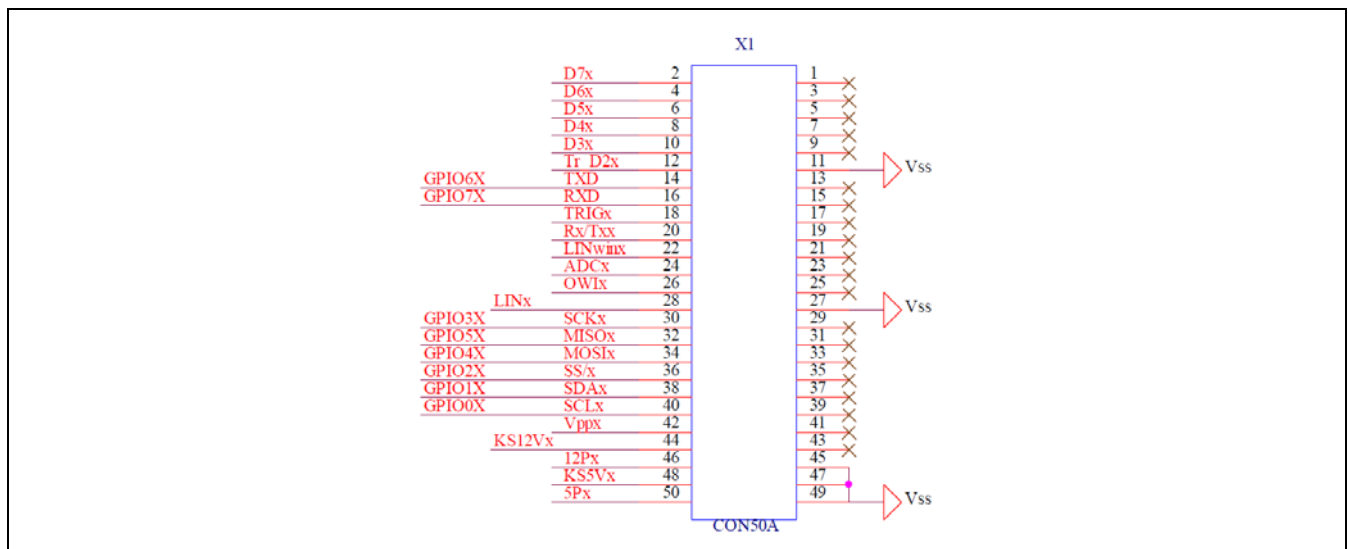 X1
D7x 2 1
D6x 4 3
D5x 6 5
D4x 8 7
D3x 10 9
Tr_D2x 12 11 Vss
GPIO6X TXD 14 13
GPIO7X RXD 16 15
TRIGx 18 17
Rx/Txx 20 19
LINwinx 22 21
ADCx 24 23
OWIx 26 25
LINx 28 27 Vss
GPIO3X SCKx 30 29
GPIO5X MISOx 32 31
GPIO4X MOSIx 34 33
GPIO2X SS/x 36 35
GPIO1X SDAx 38 37
GPIO0X SCLx 40 39
Vppx 42 41
KS12Vx 44 43
12Px 46 45
KS5Vx 48 47
5Px 50 49 Vss
CON50A